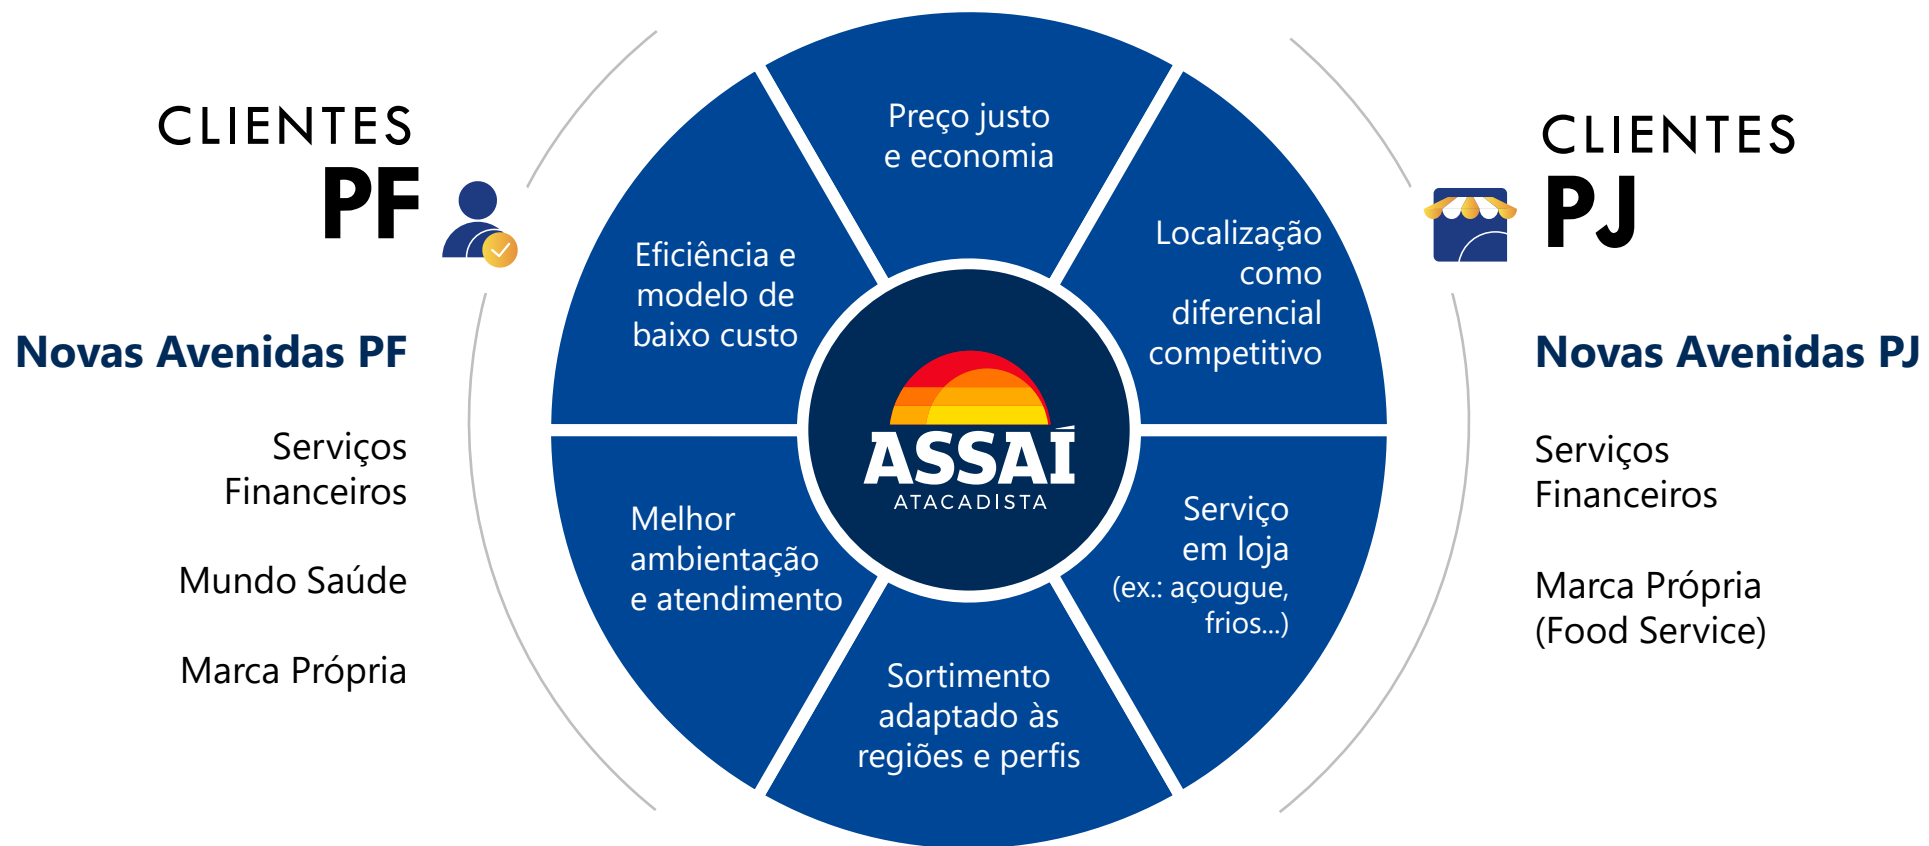 CLIENTES
PF
Novas Avenidas PF
Serviços
Financeiros
Mundo Saúde
Marca Própria
Preço justo
e economia
Localização
como
diferencial
competitivo
Serviço
em loja
(ex.: açougue,
frios...)
Sortimento
adaptado às
regiões e perfis
Melhor
ambientação
e atendimento
Eficiência e
modelo de
baixo custo
ASSAÍ
ATACADISTA
CLIENTES
PJ
Novas Avenidas PJ
Serviços
Financeiros
Marca Própria
(Food Service)